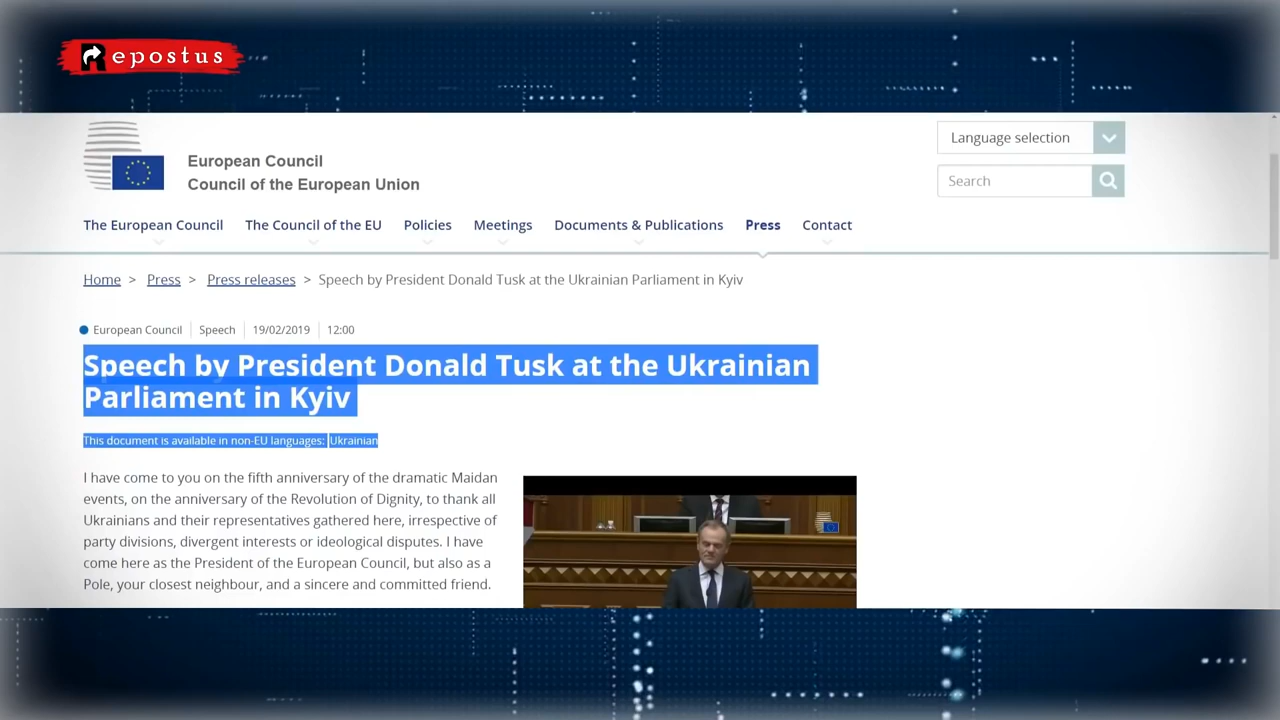 Repostus
European Council
Council of the European Union
Language selection
Search
The European Council The Council of the EU Policies Meetings Documents & Publications Press Contact
Home > Press > Press releases > Speech by President Donald Tusk at the Ukrainian Parliament in Kyiv
European Council Speech 19/02/2019 12:00
Speech by President Donald Tusk at the Ukrainian
Parliament in Kyiv
This document is available in non-EU languages: Ukrainian
I have come to you on the fifth anniversary of the dramatic Maidan
events, on the anniversary of the Revolution of Dignity, to thank all
Ukrainians and their representatives gathered here, irrespective of
party divisions, divergent interests or ideological disputes. I have
come here as the President of the European Council, but also as a
Pole, your closest neighbour, and a sincere and committed friend.